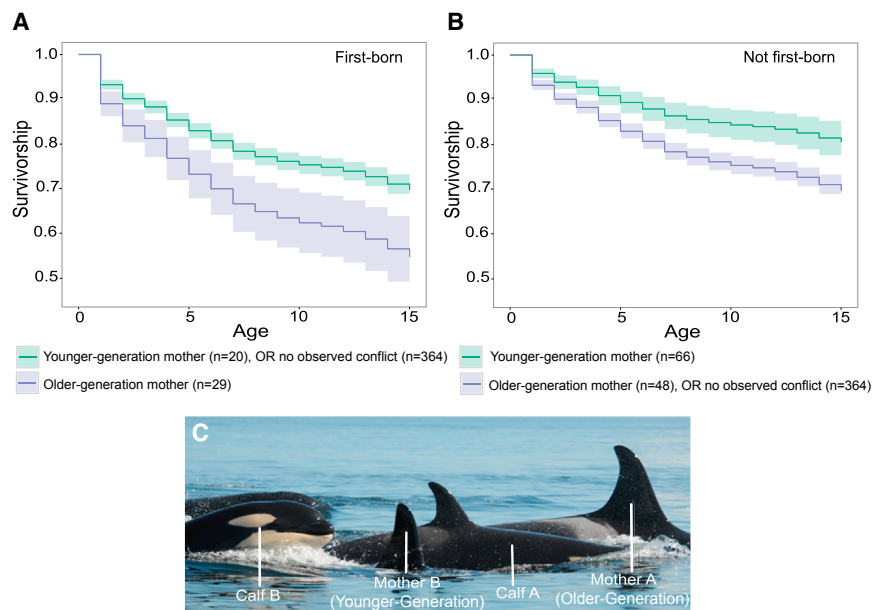 A
B
First-born
Not first-born
Survivorship
1.0
0.9
0.8
0.7
0.6
0.5
0
5
10
15
Age
Survivorship
1.0
0.9
0.8
0.7
0.6
0.5
0
5
10
15
Age
Younger-generation mother (n=20), OR no observed conflict (n=364)
Older-generation mother (n=29)
Younger-generation mother (n=66)
Older-generation mother (n=48), OR no observed conflict (n=364)
C
Calf B
Mother B
(Younger-Generation)
Calf A
Mother A
(Older-Generation)